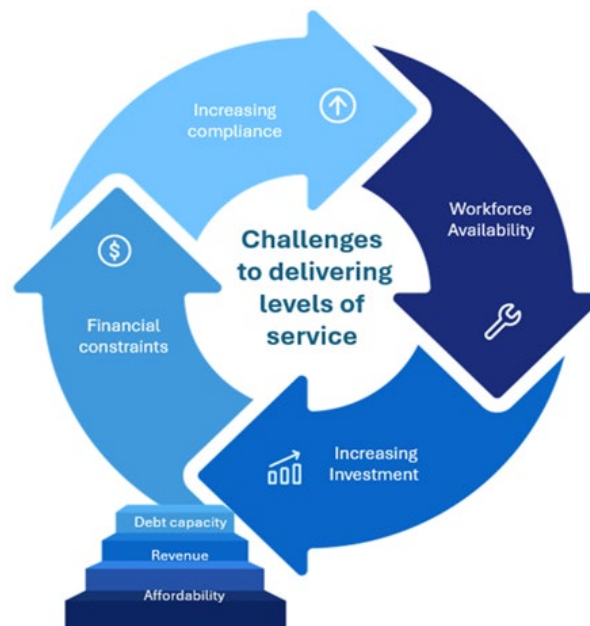 Increasing
compliance
Workforce
Availability
Challenges
to delivering
levels of
service
$
Financial
constraints
Increasing
Investment
Debt capacity
Revenue
Affordability